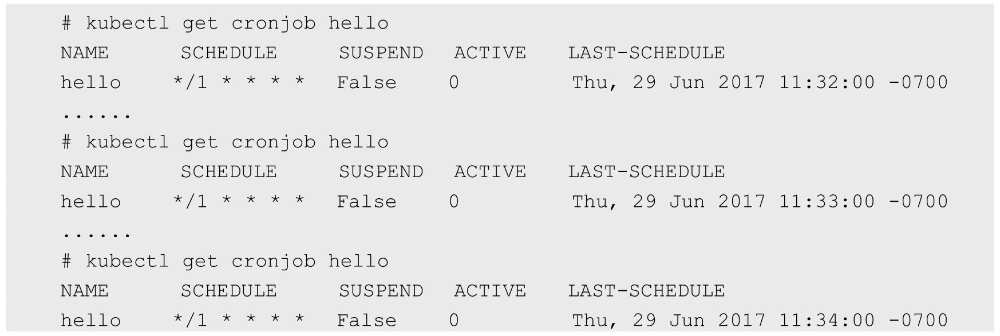 # kubectl get cronjob hello
NAME      SCHEDULE     SUSPEND   ACTIVE    LAST-SCHEDULE
hello     */1 * * * *   False     0          Thu, 29 Jun 2017 11:32:00 -0700
......
# kubectl get cronjob hello
NAME      SCHEDULE     SUSPEND   ACTIVE    LAST-SCHEDULE
hello     */1 * * * *   False     0          Thu, 29 Jun 2017 11:33:00 -0700
......
# kubectl get cronjob hello
NAME      SCHEDULE     SUSPEND   ACTIVE    LAST-SCHEDULE
hello     */1 * * * *   False     0          Thu, 29 Jun 2017 11:34:00 -0700